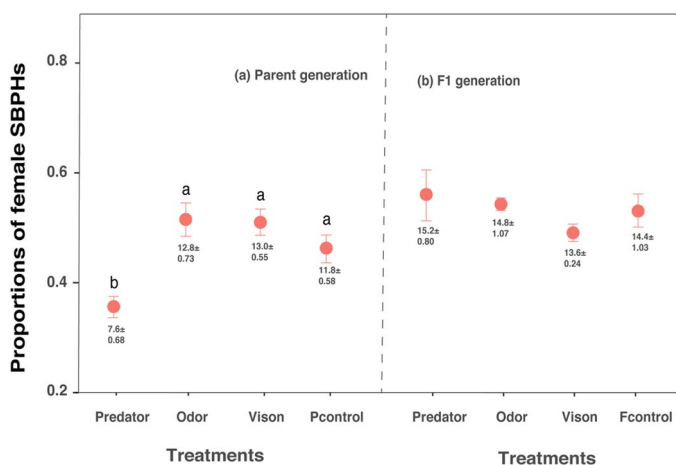 Proportions of female SBPHs
0.8
0.6
0.4
0.2
(a) Parent generation
(b) F1 generation
b
a
a
a
7.6±
0.68
12.8±
0.73
13.0±
0.55
11.8±
0.58
15.2±
0.80
14.8±
1.07
13.6±
0.24
14.4±
1.03
Predator Odor Vison Pcontrol Predator Odor Vison Fcontrol
Treatments Treatments